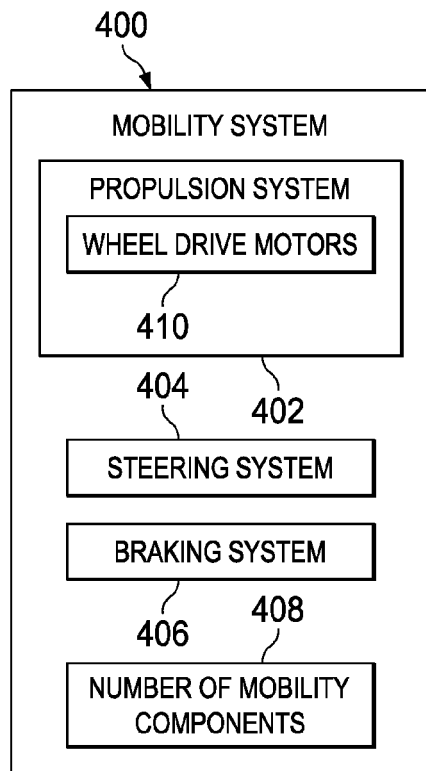 400
MOBILITY SYSTEM
PROPULSION SYSTEM
WHEEL DRIVE MOTORS
410
402
404
STEERING SYSTEM
BRAKING SYSTEM
406
408
NUMBER OF MOBILITY
COMPONENTS